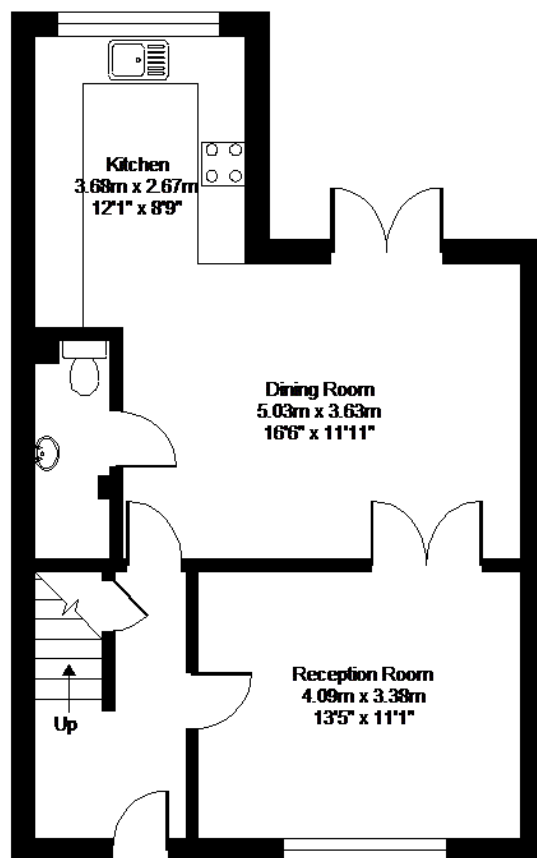 Kitchen
3.68m x 2.67m
12'1" x 8'9"
Dining Room
5.03m x 3.63m
16'6" x 11'11"
Reception Room
4.09m x 3.38m
13'5" x 11'1"
Up